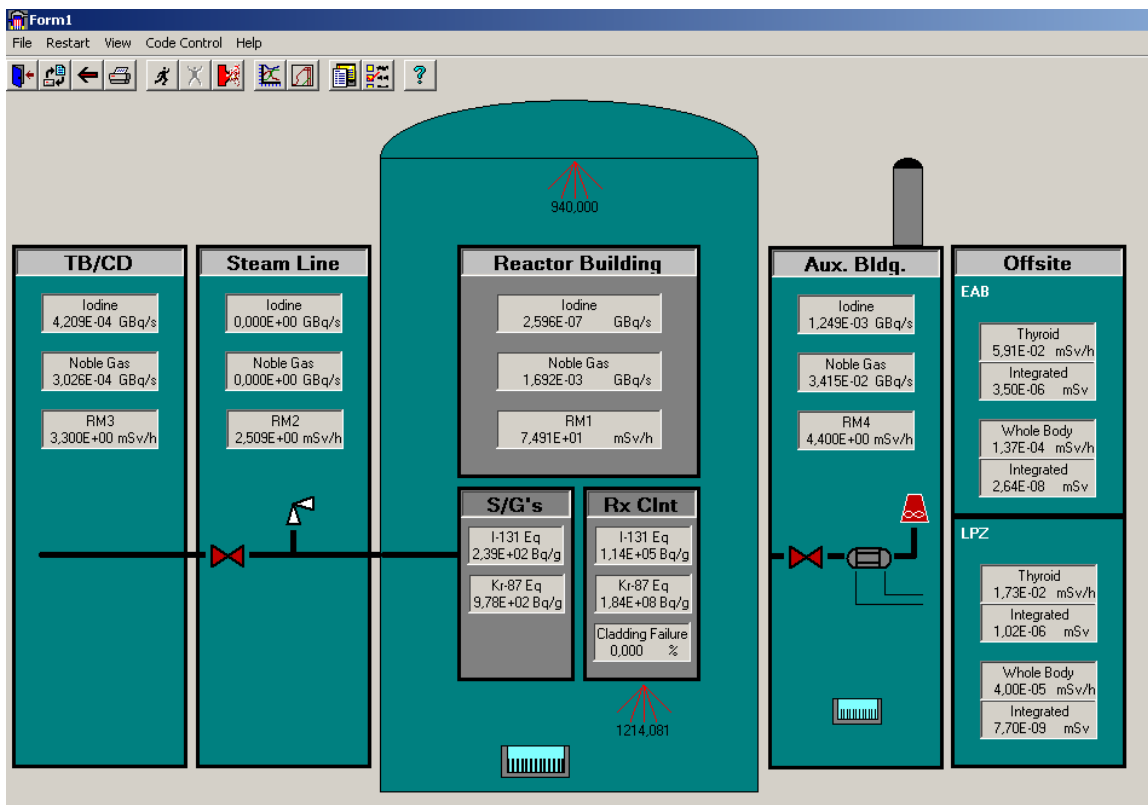 Form1
File Restart View Code Control Help
?
940,000
TB/CD
Iodine
4,209E-04 GBq/s
Noble Gas
3,026E-04 GBq/s
RM3
3,300E+00 mSv/h
Steam Line
Iodine
0,000E+00 GBq/s
Noble Gas
0,000E+00 GBq/s
RM2
2,509E+00 mSv/h
Reactor Building
Iodine
2,596E-07 GBq/s
Noble Gas
1,692E-03 GBq/s
RM1
7,491E+01 mSv/h
S/G's
I-131 Eq
2,39E+02 Bq/g
Kr-87 Eq
9,78E+02 Bq/g
Rx Clnt
I-131 Eq
1,14E+05 Bq/g
Kr-87 Eq
1,84E+08 Bq/g
Cladding Failure
0,000 %
1214,081
Aux. Bldg.
Iodine
1,249E-03 GBq/s
Noble Gas
3,415E-02 GBq/s
RM4
4,400E+00 mSv/h
Offsite
EAB
Thyroid
5,91E-02 mSv/h
Integrated
3,50E-06 mSv
Whole Body
1,37E-04 mSv/h
Integrated
2,64E-08 mSv
LPZ
Thyroid
1,73E-02 mSv/h
Integrated
1,02E-06 mSv
Whole Body
4,00E-05 mSv/h
Integrated
7,70E-09 mSv